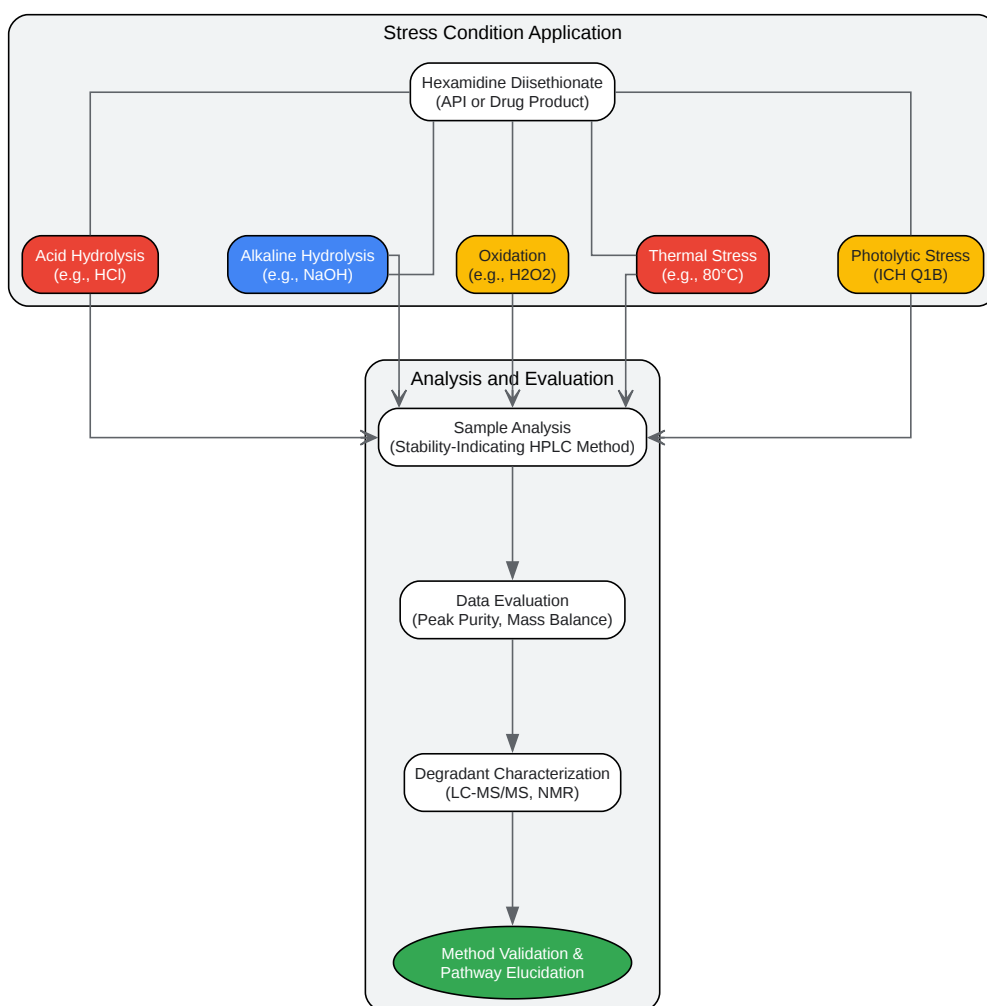 Stress Condition Application
Hexamidine Diisethionate
(API or Drug Product)
Acid Hydrolysis
(e.g., HCl)
Alkaline Hydrolysis
(e.g., NaOH)
Oxidation
(e.g., H2O2)
Thermal Stress
(e.g., 80°C)
Photolytic Stress
(ICH Q1B)
Analysis and Evaluation
Sample Analysis
(Stability-Indicating HPLC Method)
Data Evaluation
(Peak Purity, Mass Balance)
Degradant Characterization
(LC-MS/MS, NMR)
Method Validation &
Pathway Elucidation